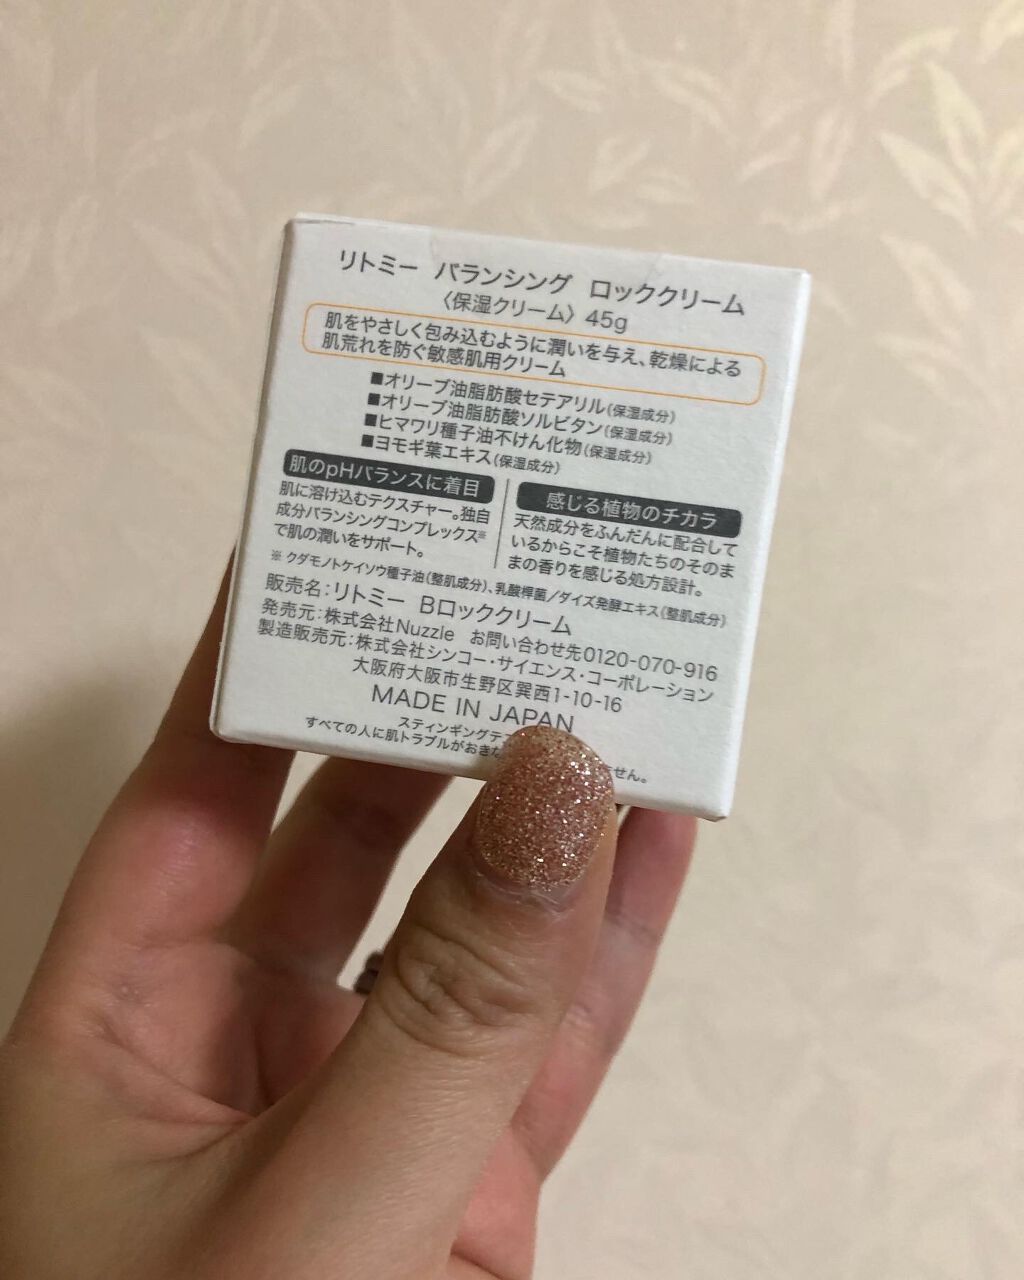 リトミー バランシング ロッククリーム
〈保湿クリーム〉45g
肌をやさしく包み込むように潤いを与え、乾燥による
肌荒れを防ぐ敏感肌用クリーム
■オリーブ油脂肪酸セテアリル(保湿成分)
■オリーブ油脂肪酸ソルビタン(保湿成分)
■ヒマワリ種子油不けん化物(保湿成分)
■ヨモギ葉エキス(保湿成分)
肌のpHバランスに着目
肌に溶け込むテクスチャー。独自
成分バランシングコンプレックス※
で肌の潤いをサポート。
感じる植物のチカラ
天然成分をふんだんに配合して
いるからこそ植物たちのそのま
まの香りを感じる処方設計。
※ クダモノトケイソウ種子油(整肌成分)、乳酸桿菌/ダイズ発酵エキス(整肌成分)
販売名:リトミー Bロッククリーム
発売元:株式会社Nuzzle お問い合わせ先0120-070-916
製造販売元:株式会社シンコー・サイエンス・コーポレーション
大阪府大阪市生野区巽西1-10-16
MADE IN JAPAN
スティンギングテ
すべての人に肌トラブルがおきな せん。